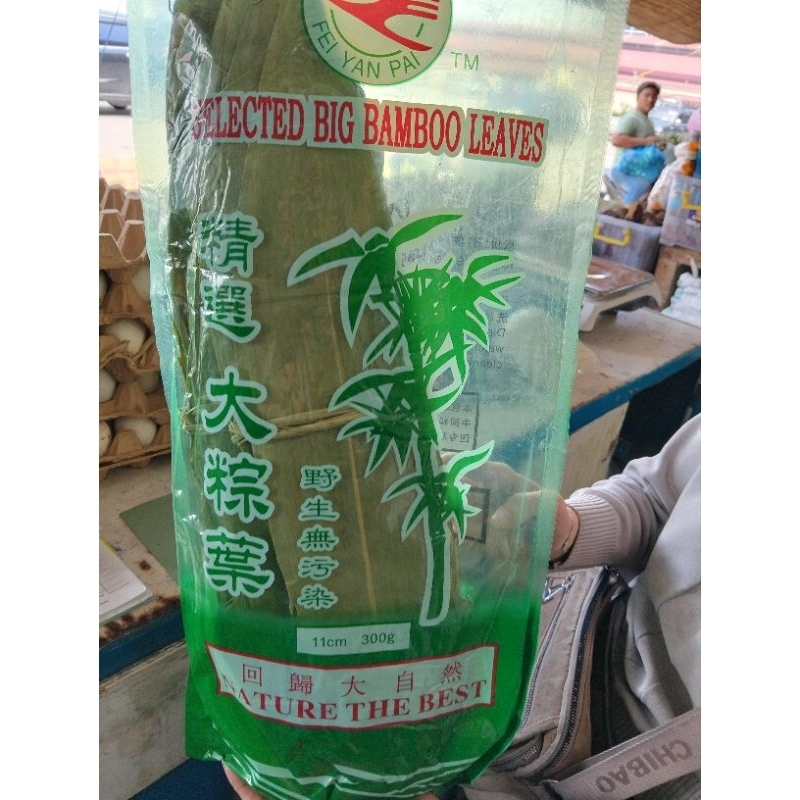 FEI YAN PAI
TM
SELECTED BIG BAMBOO LEAVES
精選 大粽葉
野生無污染
11cm 300g
回歸大自然
NATURE THE BEST
CHIBAO